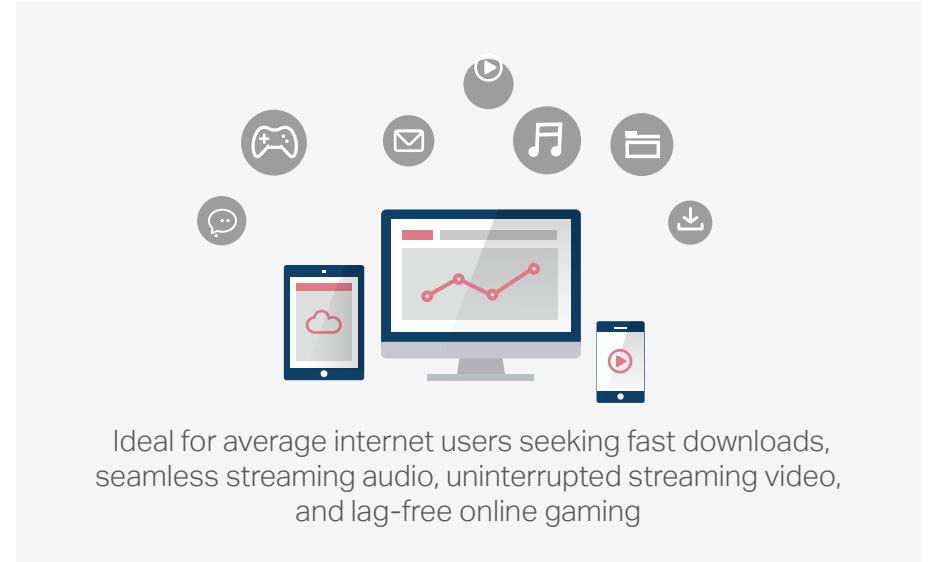 Ideal for average internet users seeking fast downloads,
seamless streaming audio, uninterrupted streaming video,
and lag-free online gaming